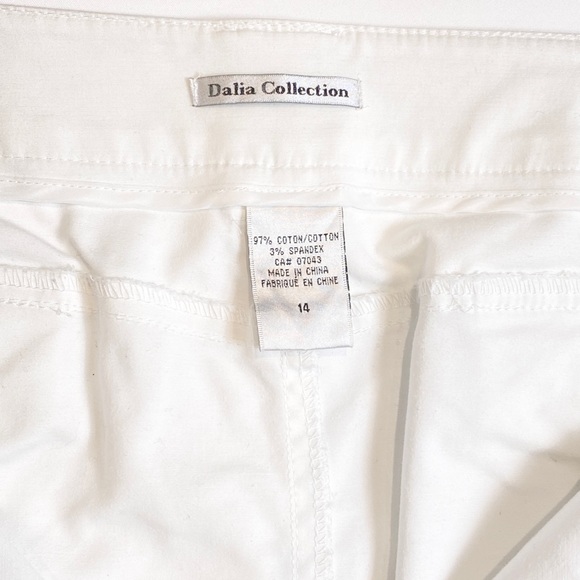 Dalia Collection
97% COTON/COTTON
3% SPANDEX
CA# 07043
MADE IN CHINA
FABRIQUE EN CHINE
14